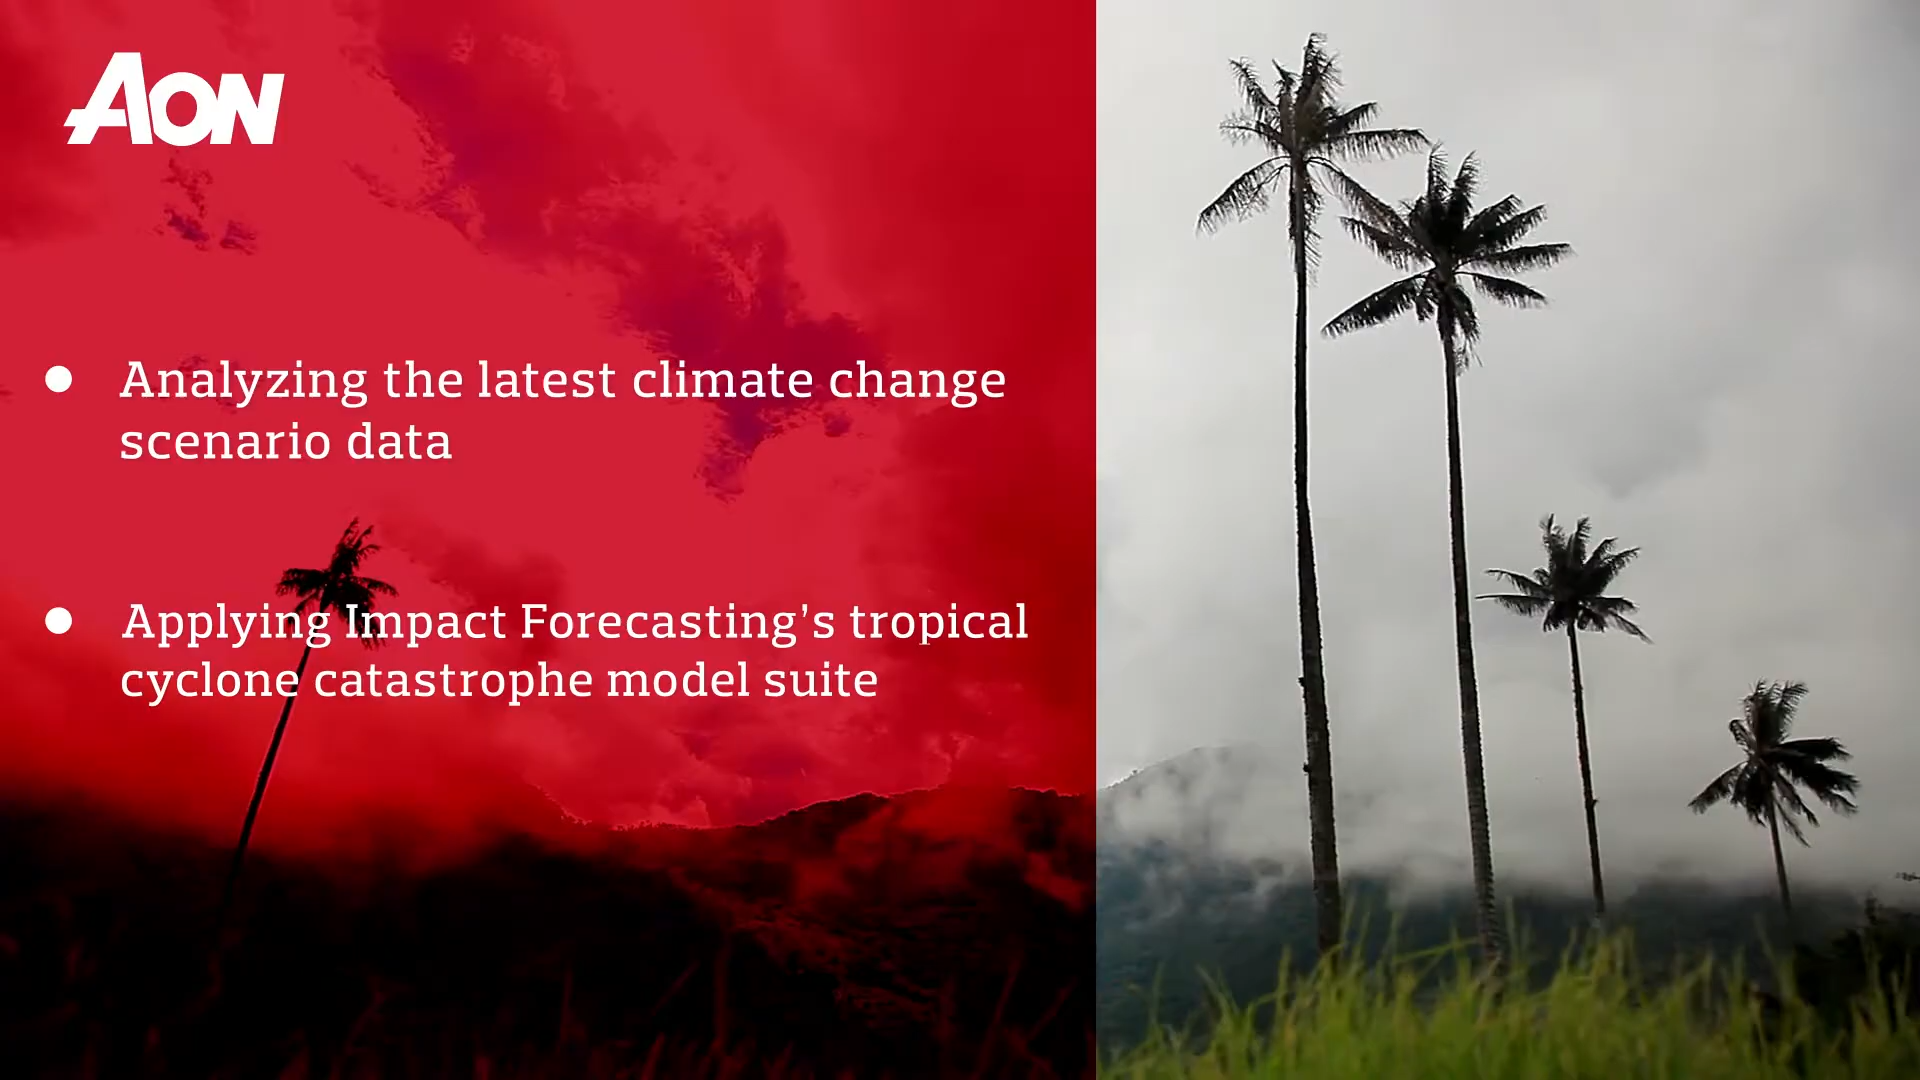 AON
● Analyzing the latest climate change
scenario data
● Applying Impact Forecasting’s tropical
cyclone catastrophe model suite